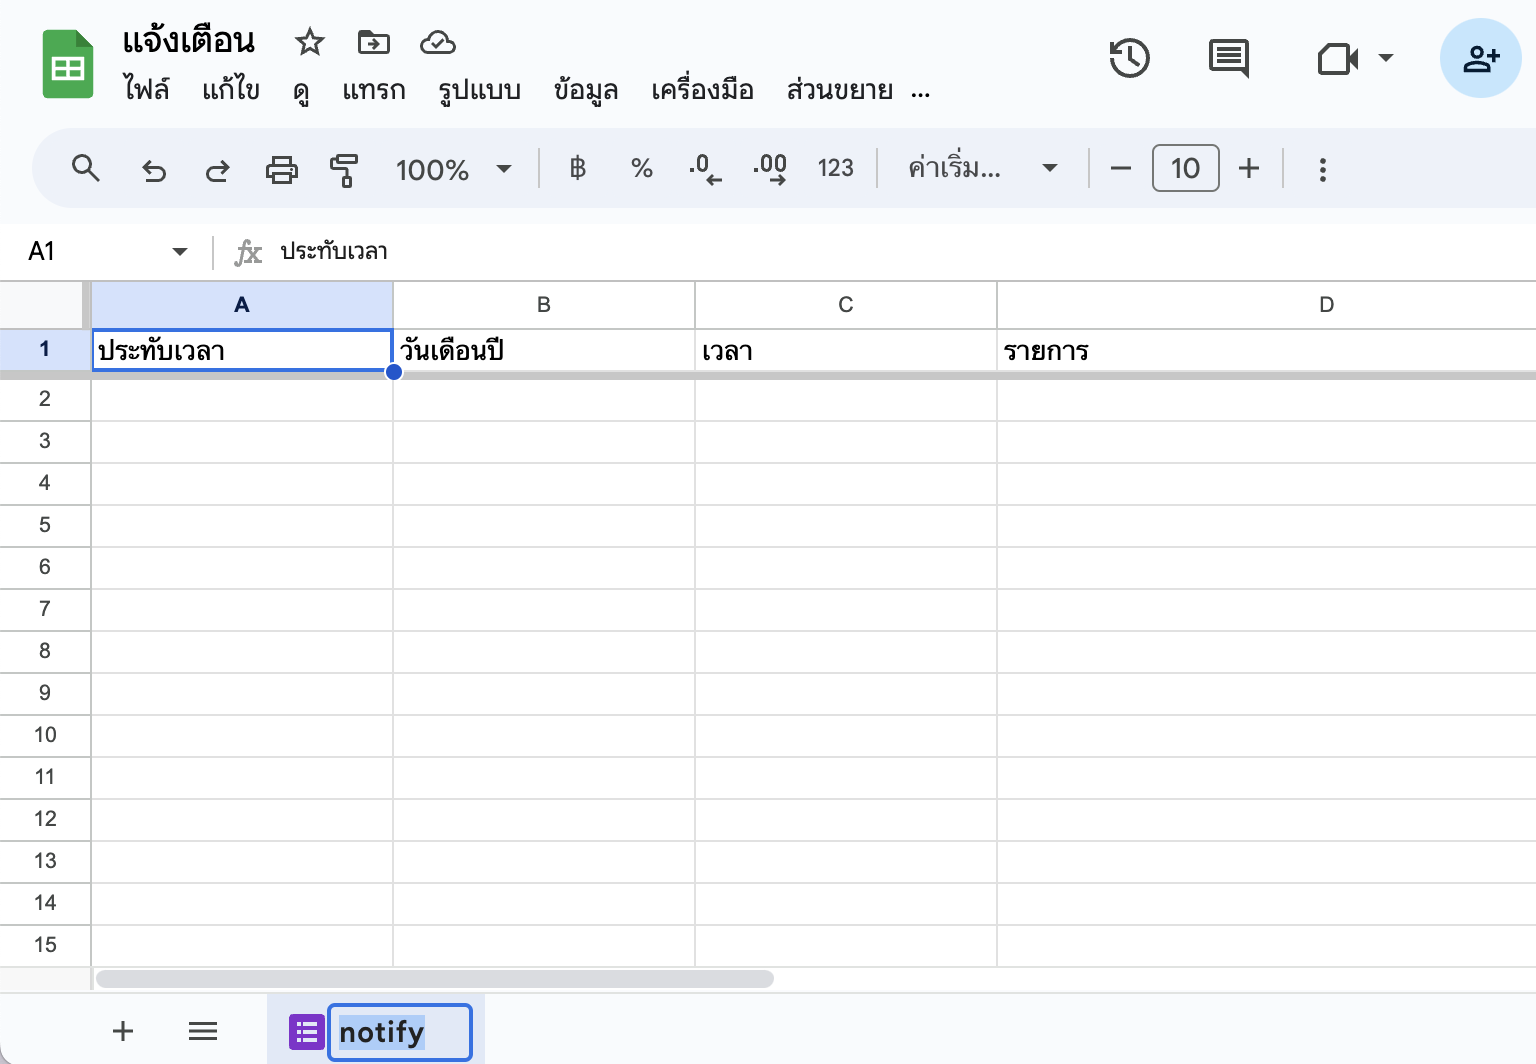 แจ้งเตือน
ไฟล์ แก้ไข ดู แทรก รูปแบบ ข้อมูล เครื่องมือ ส่วนขยาย ...
100% ฿ % .0 .00 123 ค่าเริ่ม... 10
A1 fx ประทับเวลา
A B C D
1 ประทับเวลา วันเดือนปี เวลา รายการ
2
3
4
5
6
7
8
9
10
11
12
13
14
15
notify